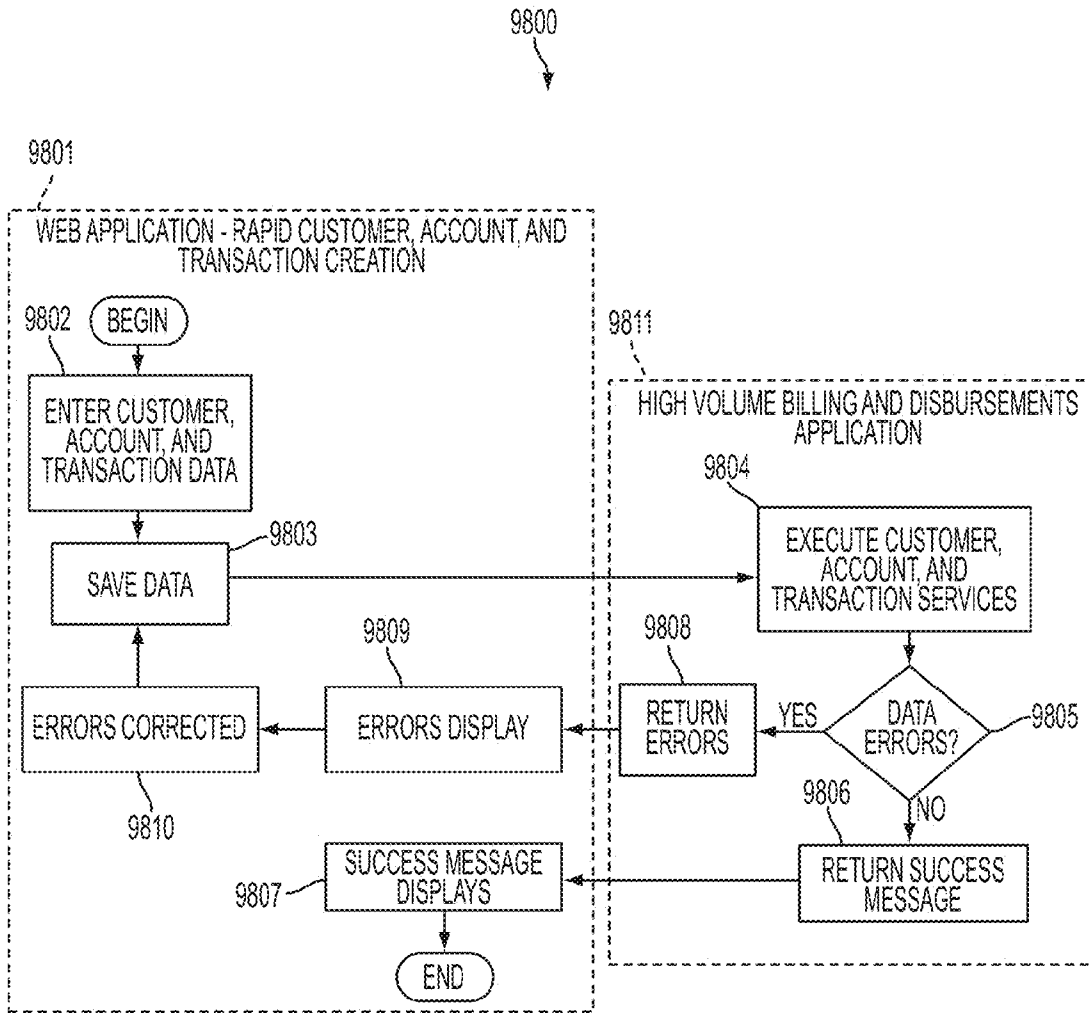 9800
9801
WEB APPLICATION - RAPID CUSTOMER, ACCOUNT, AND
TRANSACTION CREATION
9802
BEGIN
ENTER CUSTOMER,
ACCOUNT, AND
TRANSACTION DATA
9803
SAVE DATA
9811
HIGH VOLUME BILLING AND DISBURSEMENTS
APPLICATION
9804
EXECUTE CUSTOMER,
ACCOUNT, AND
TRANSACTION SERVICES
9809
9808
ERRORS CORRECTED
ERRORS DISPLAY
RETURN
ERRORS
YES
DATA
ERRORS?
9805
9810
9806
NO
9807
SUCCESS MESSAGE
DISPLAYS
RETURN SUCCESS
MESSAGE
END